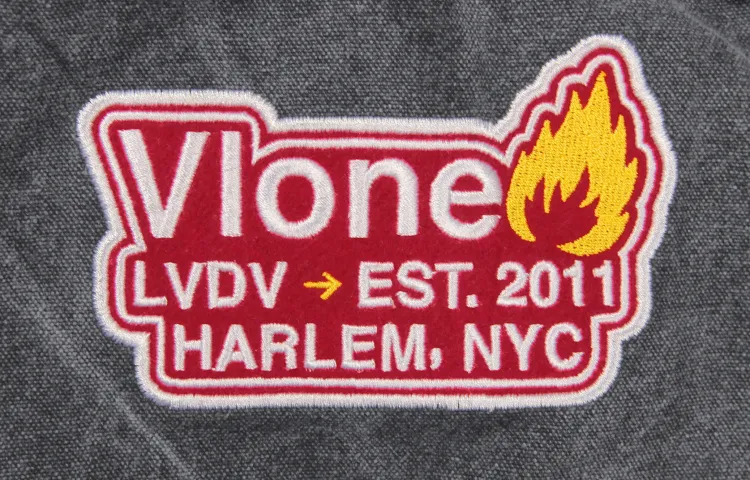 Vlone
LVDV → EST. 2011
HARLEM, NYC